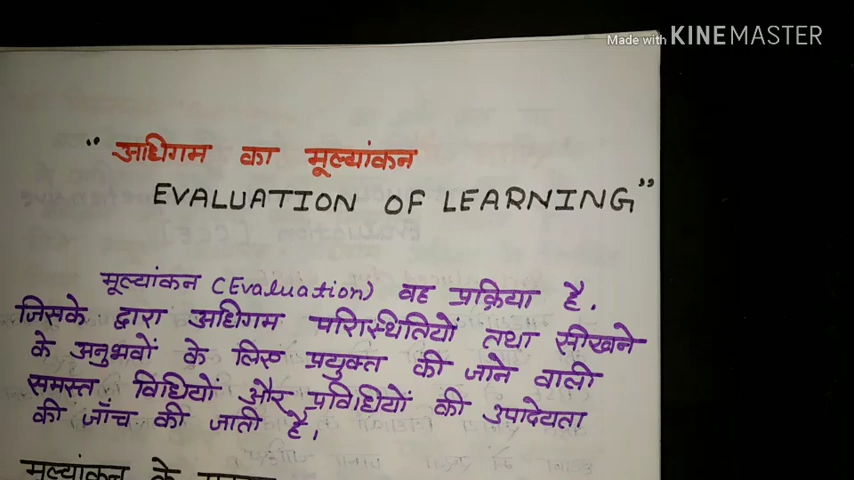 Made with KINEMASTER
" अधिगम का मूल्यांकन
EVALUATION OF LEARNING"
मूल्यांकन (Evaluation) वह प्रक्रिया है.
जिसके द्वारा अधिगम परिस्थितियों तथा सीखने
के अनुभवों के लिए प्रयुक्त की जाने वाली
समस्त विधियों और प्रविधियों की उपादेयता
की जाँच की जाती है।
मूल्यांकन के